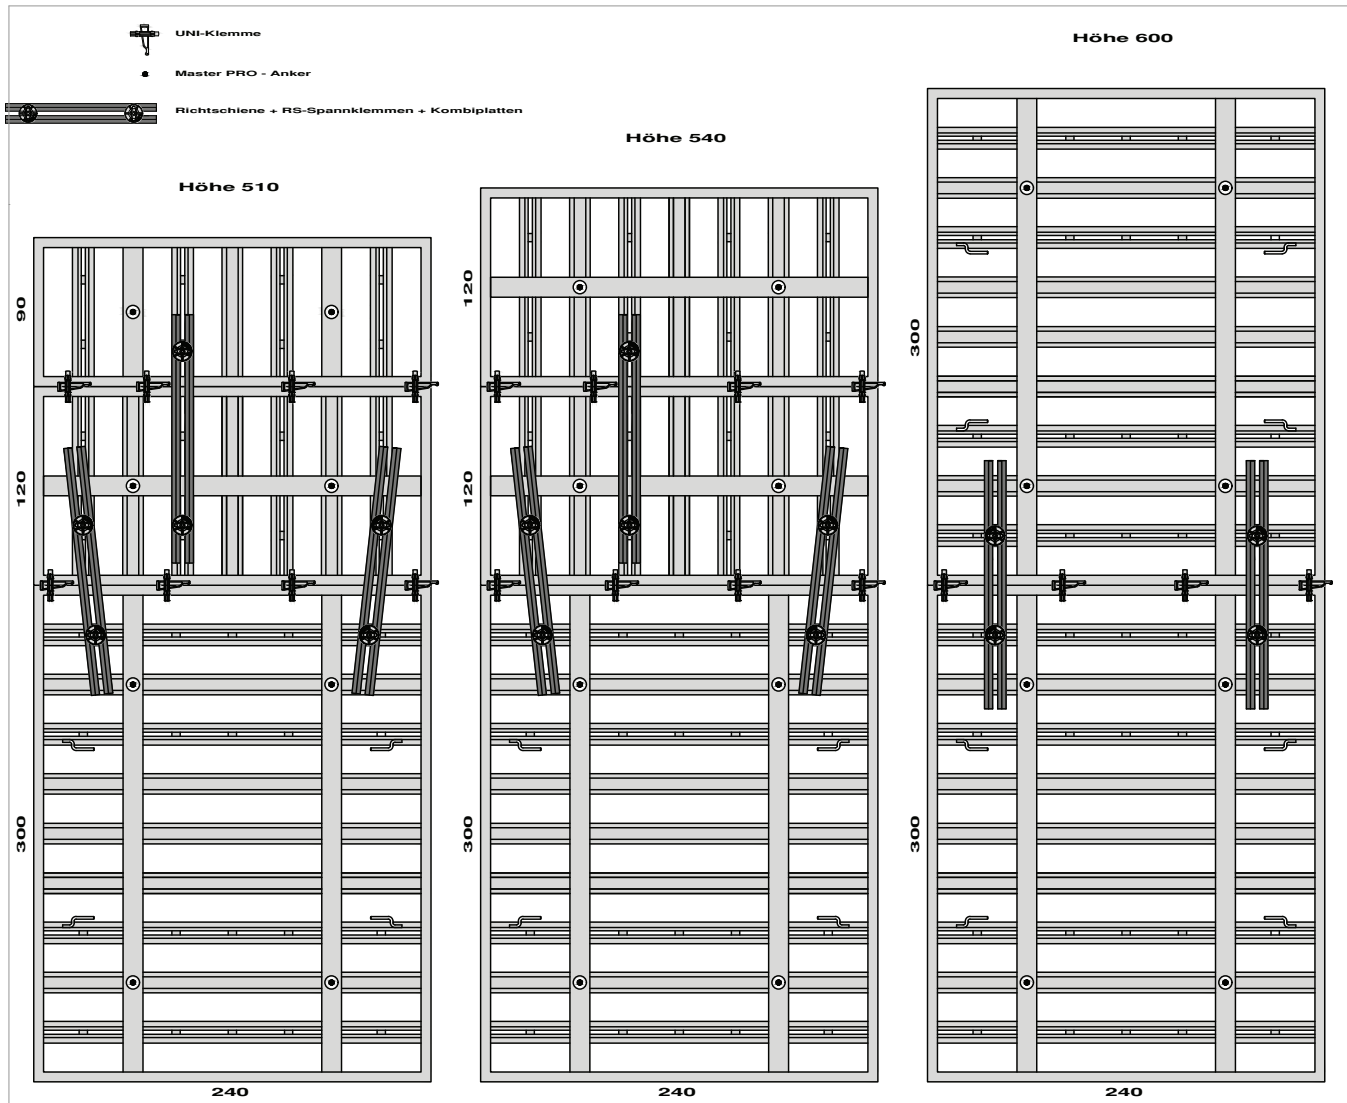 UNI-Klemme
Master PRO - Anker
Richtschiene + RS-Spannklemmen + Kombiplatten
Höhe 510
90
120
300
240
Höhe 540
120
120
300
240
Höhe 600
300
300
240